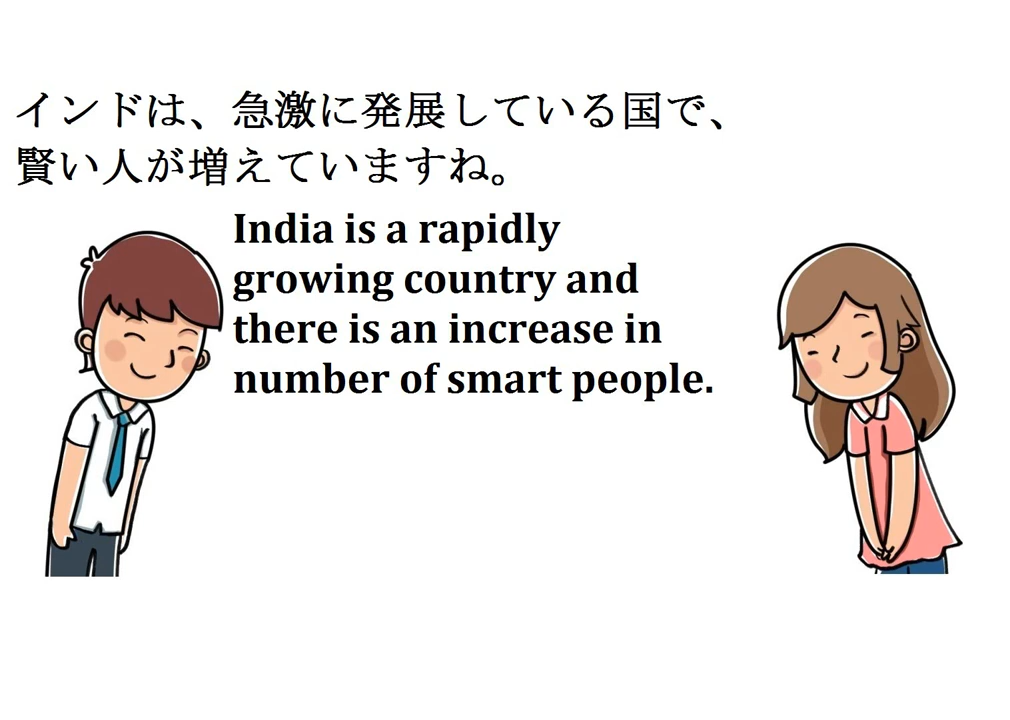 インドは、急激に発展している国で、
賢い人が増えていますね。
India is a rapidly
growing country and
there is an increase in
number of smart people.